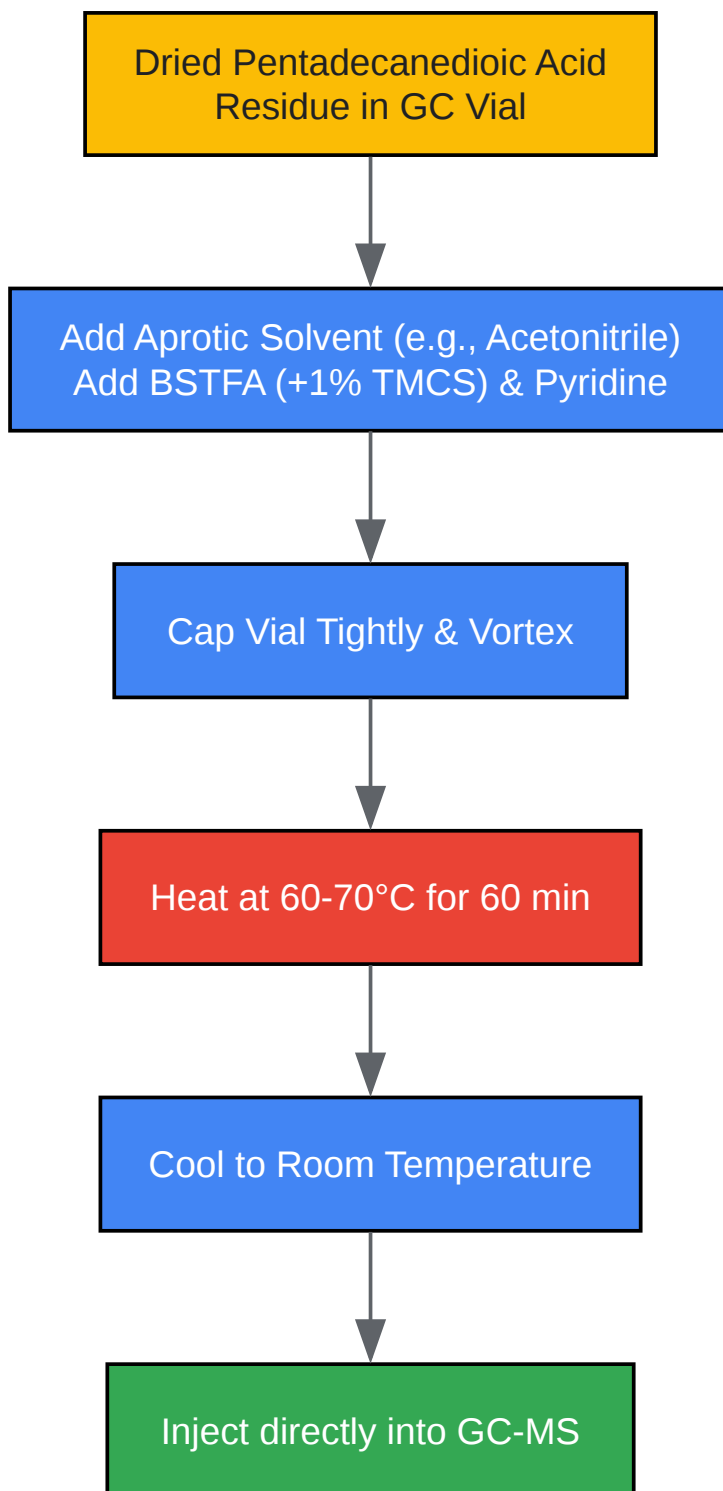 Dried Pentadecanedioic Acid
Residue in GC Vial
Add Aprotic Solvent (e.g., Acetonitrile)
Add BSTFA (+1% TMCS) & Pyridine
Cap Vial Tightly & Vortex
Heat at 60-70°C for 60 min
Cool to Room Temperature
Inject directly into GC-MS